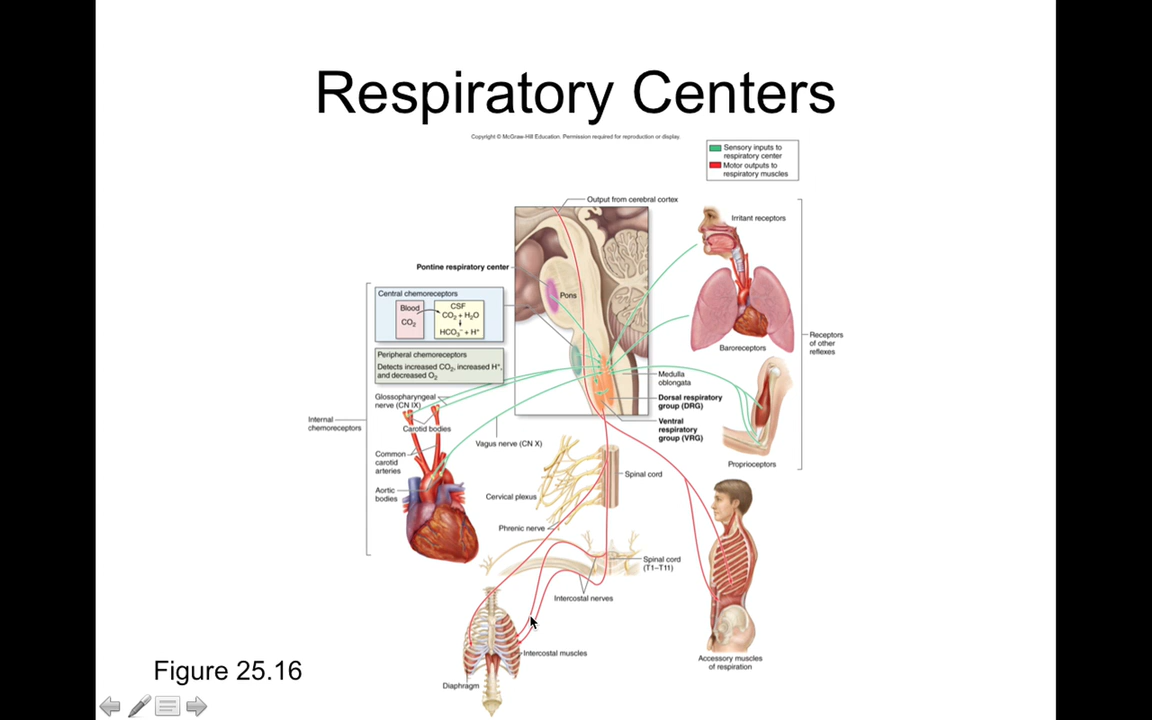 Respiratory Centers
Copyright © McGraw-Hill Education. Permission required for reproduction or display.
Sensory inputs to
respiratory center
Motor outputs to
respiratory muscles
Output from cerebral cortex
Irritant receptors
Pontine respiratory center
Pons
Central chemoreceptors
Blood
CO₂
CSF
CO₂ + H₂O
↓
HCO₃⁻ + H⁺
Peripheral chemoreceptors
Detects increased CO₂, increased H⁺,
and decreased O₂
Baroreceptors
Receptors
of other
reflexes
Medulla
oblongata
Dorsal respiratory
group (DRG)
Ventral
respiratory
group (VRG)
Glossopharyngeal
nerve (CN IX)
Internal
chemoreceptors
Carotid bodies
Vagus nerve (CN X)
Common
carotid
arteries
Aortic
bodies
Proprioceptors
Spinal cord
Cervical plexus
Phrenic nerve
Spinal cord
(T1–T11)
Intercostal nerves
Intercostal muscles
Accessory muscles
of respiration
Diaphragm
Figure 25.16